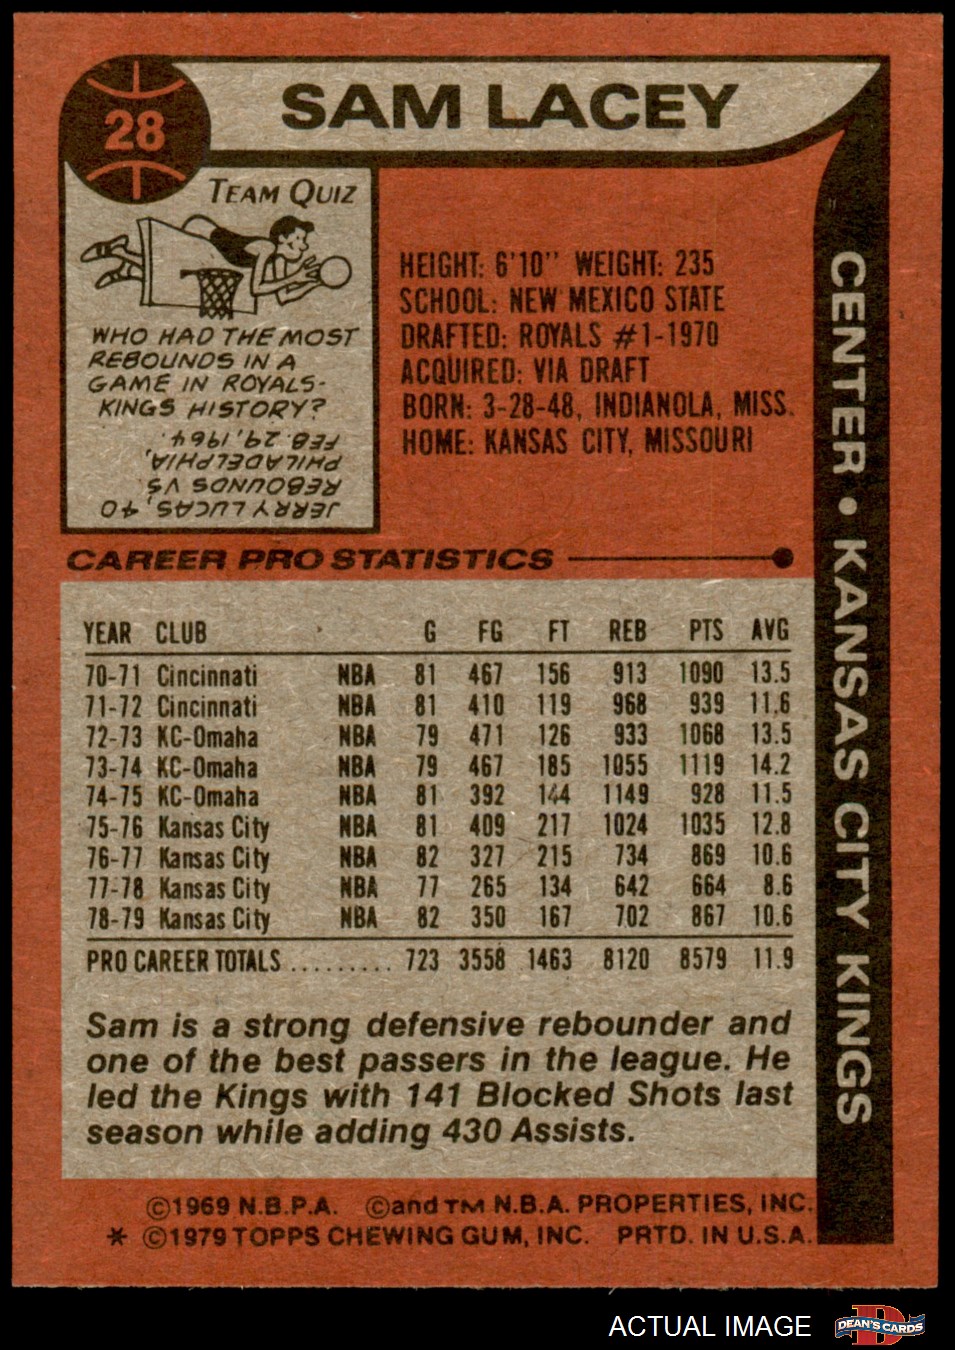 28
SAM LACEY
TEAM QUIZ
WHO HAD THE MOST
REBOUNDS IN A
GAME IN ROYALS-
KINGS HISTORY?
JERRY LUCAS, 40
REBOUNDS VS
PHILADELPHIA,
FEB. 29, 1964.
HEIGHT: 6'10" WEIGHT: 235
SCHOOL: NEW MEXICO STATE
DRAFTED: ROYALS #1-1970
ACQUIRED: VIA DRAFT
BORN: 3-28-48, INDIANOLA, MISS.
HOME: KANSAS CITY, MISSOURI
CENTER • KANSAS CITY KINGS
CAREER PRO STATISTICS
YEAR CLUB G FG FT REB PTS AVG
70-71 Cincinnati NBA 81 467 156 913 1090 13.5
71-72 Cincinnati NBA 81 410 119 968 939 11.6
72-73 KC-Omaha NBA 79 471 126 933 1068 13.5
73-74 KC-Omaha NBA 79 467 185 1055 1119 14.2
74-75 KC-Omaha NBA 81 392 144 1149 928 11.5
75-76 Kansas City NBA 81 409 217 1024 1035 12.8
76-77 Kansas City NBA 82 327 215 734 869 10.6
77-78 Kansas City NBA 77 265 134 642 664 8.6
78-79 Kansas City NBA 82 350 167 702 867 10.6
PRO CAREER TOTALS ......... 723 3558 1463 8120 8579 11.9
Sam is a strong defensive rebounder and
one of the best passers in the league. He
led the Kings with 141 Blocked Shots last
season while adding 430 Assists.
©1969 N.B.P.A. ©and TM N.B.A. PROPERTIES, INC.
* ©1979 TOPPS CHEWING GUM, INC. PRTD. IN U.S.A.
ACTUAL IMAGE
D
DEAN'S CARDS